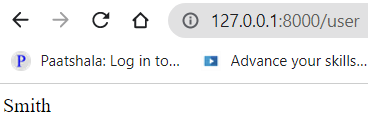 127.0.0.1:8000/user
P Paatshala: Log in to... Advance your skills...
Smith